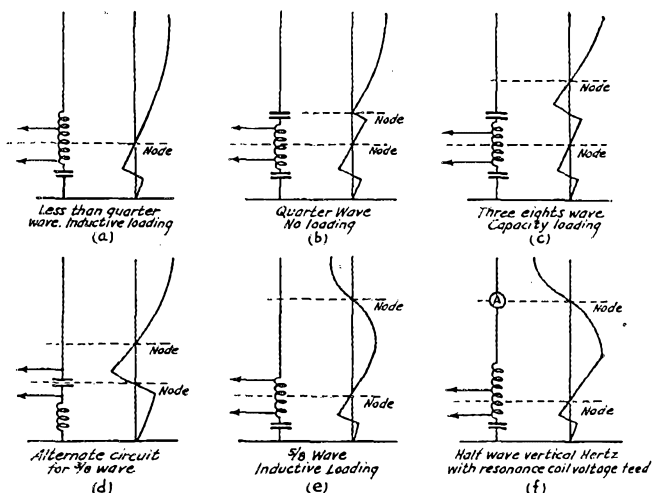 Node
Less than quarter
wave. Inductive loading
(a)
Node
Node
Quarter Wave
No loading
(b)
Node
Node
Three eights wave
Capacity loading
(c)
Node
Node
Alternate circuit
for 3/8 wave
(d)
Node
Node
5/8 Wave
Inductive Loading
(e)
A
Node
Node
Half wave vertical Hertz
with resonance coil voltage feed
(f)